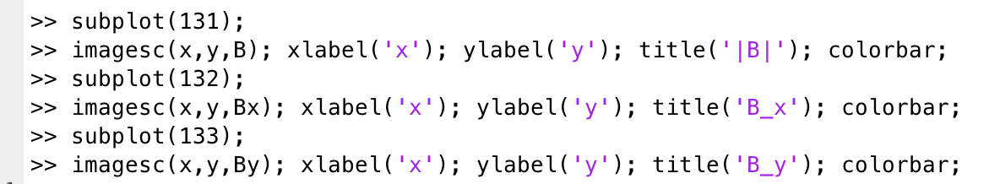 >> subplot(131);
>> imagesc(x,y,B); xlabel('x'); ylabel('y'); title('|B|'); colorbar;
>> subplot(132);
>> imagesc(x,y,Bx); xlabel('x'); ylabel('y'); title('B_x'); colorbar;
>> subplot(133);
>> imagesc(x,y,By); xlabel('x'); ylabel('y'); title('B_y'); colorbar;